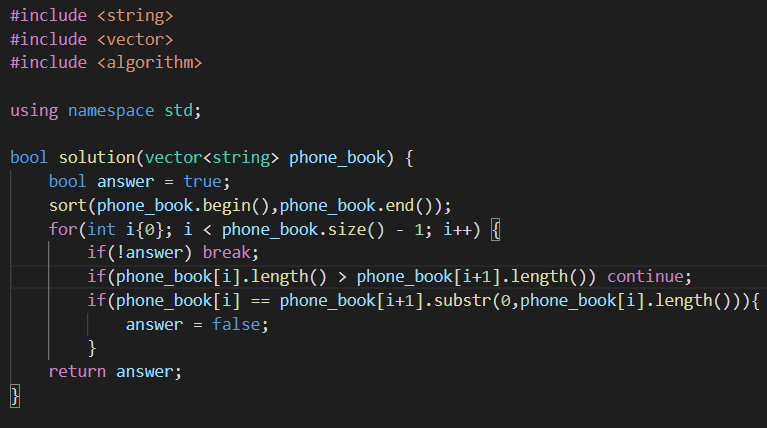 #include <string>
#include <vector>
#include <algorithm>
using namespace std;
bool solution(vector<string> phone_book) {
bool answer = true;
sort(phone_book.begin(),phone_book.end());
for(int i{0}; i < phone_book.size() - 1; i++) {
if(!answer) break;
if(phone_book[i].length() > phone_book[i+1].length()) continue;
if(phone_book[i] == phone_book[i+1].substr(0,phone_book[i].length())){
answer = false;
}
return answer;
}